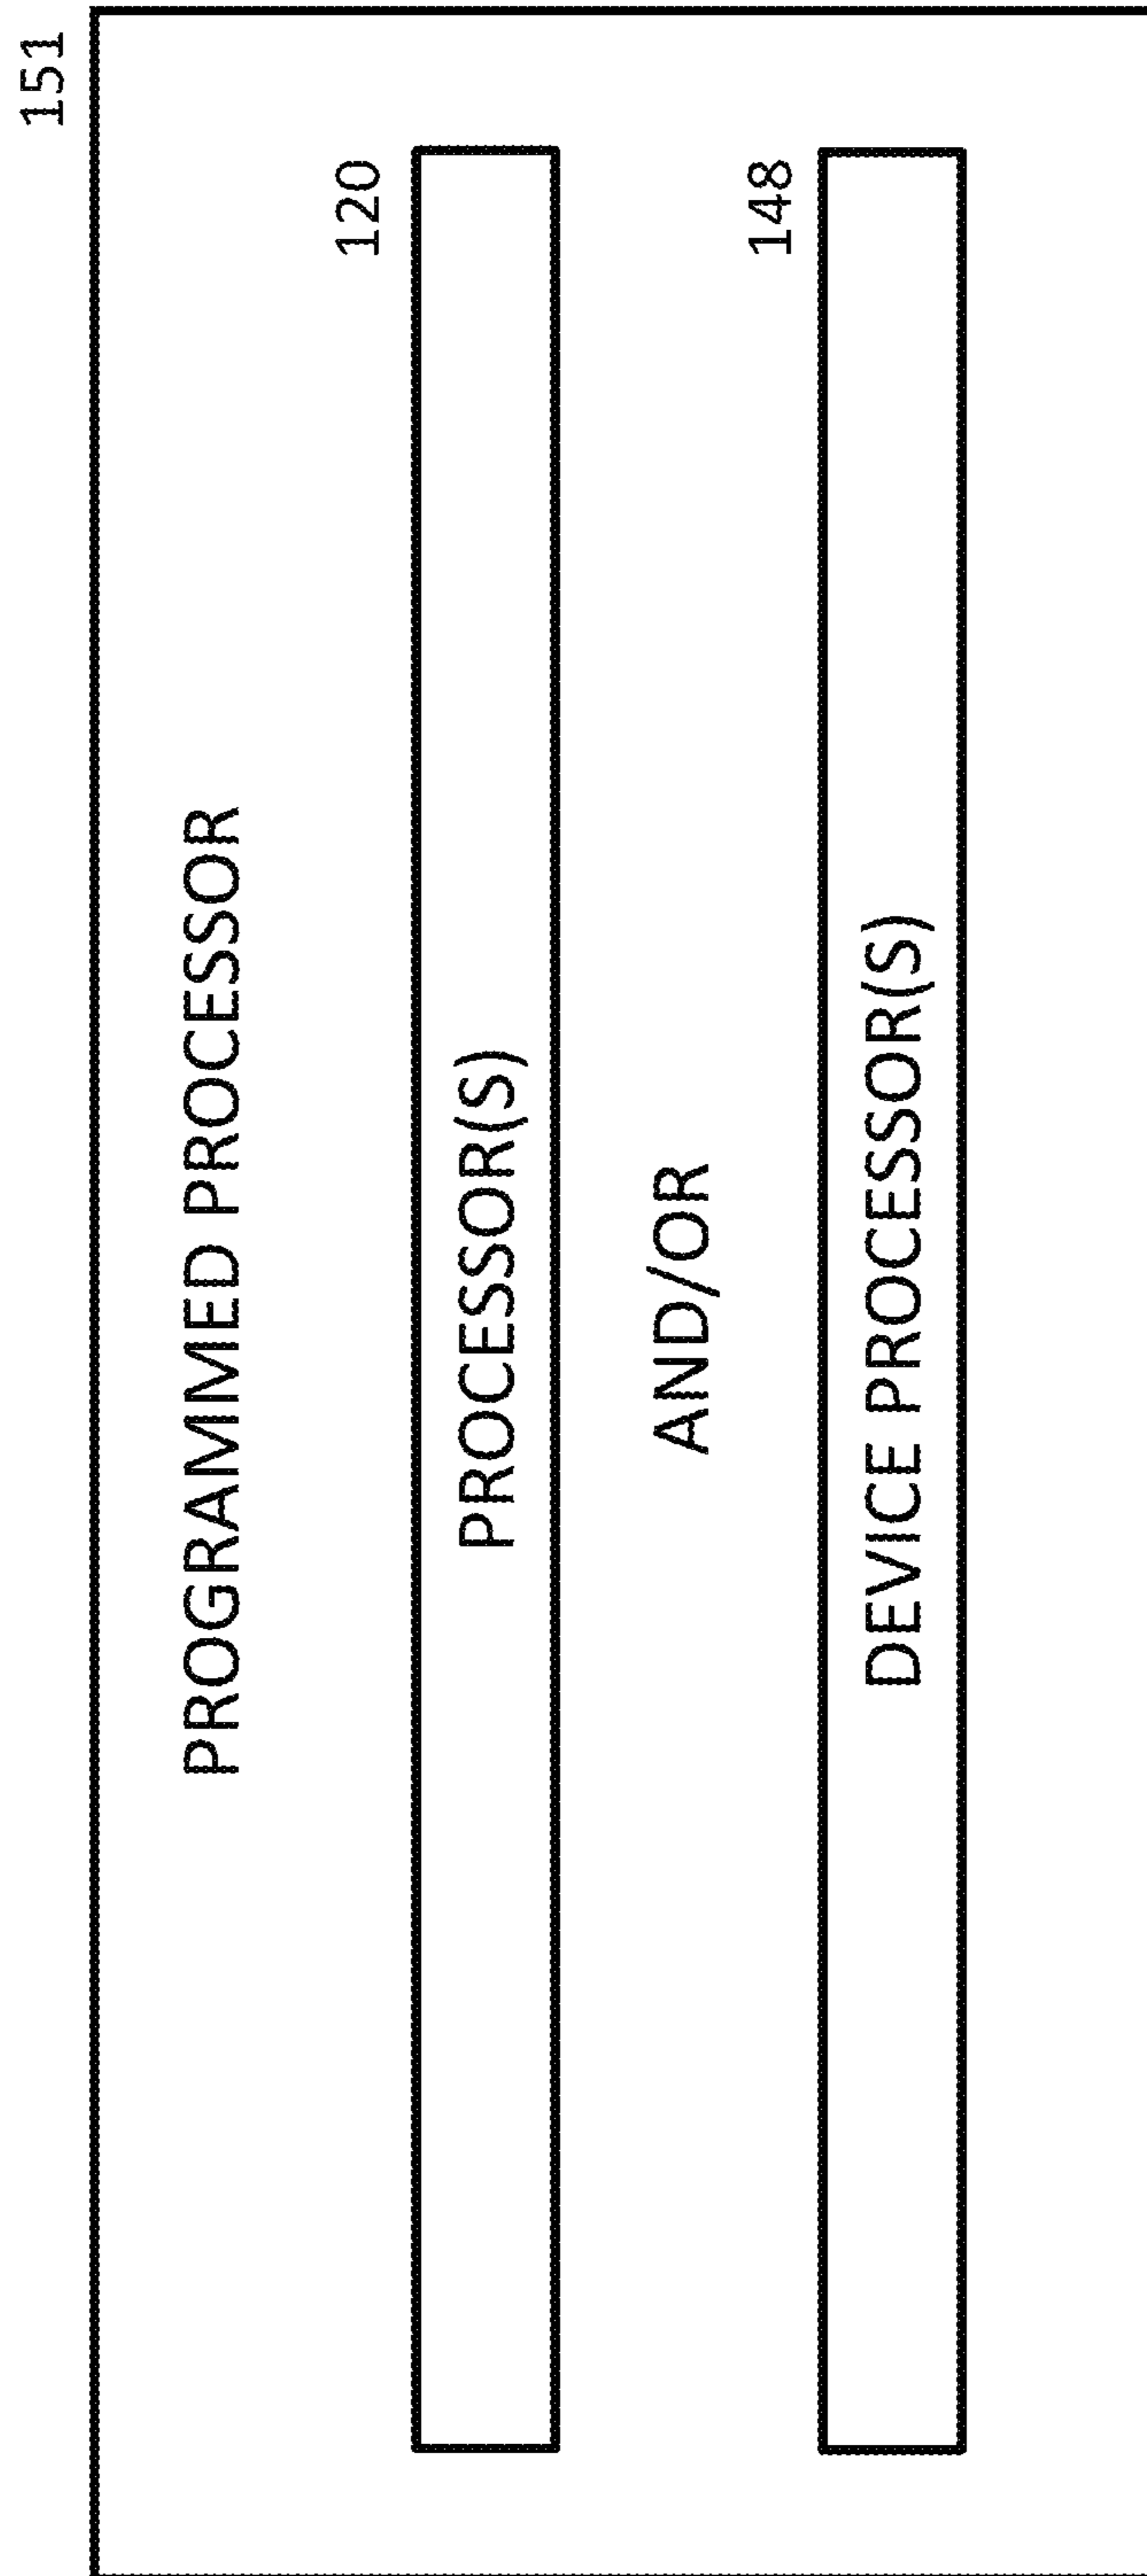 151
PROGRAMMED PROCESSOR
120
PROCESSOR(S)
AND/OR
148
DEVICE PROCESSOR(S)